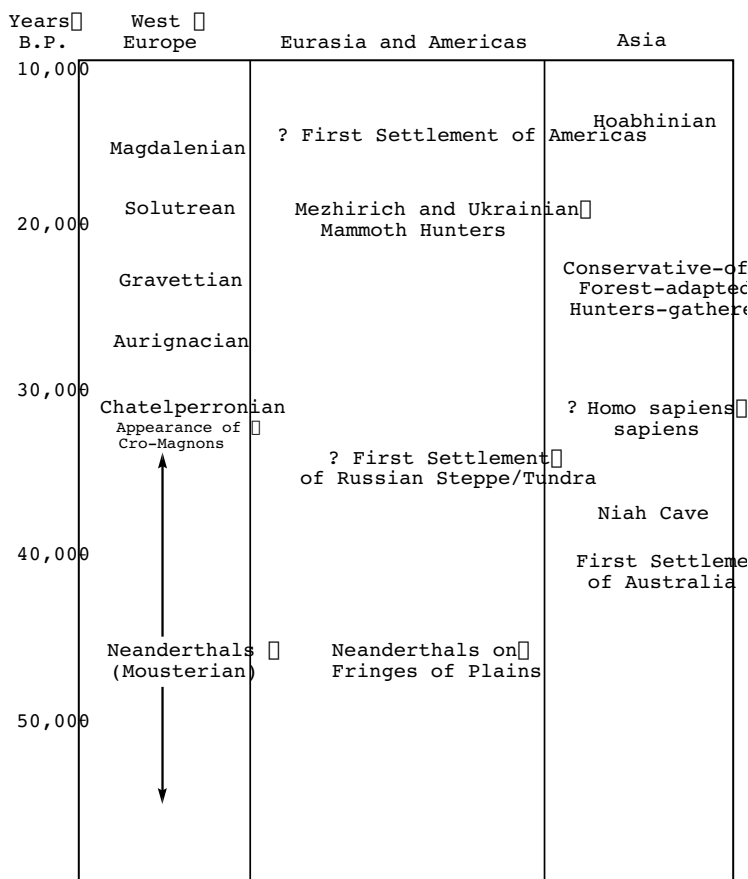 Years West
B.P. Europe Eurasia and Americas Asia
10,000
Hoabhinian
? First Settlement of Americas
Magdalenian
Solutrean Mezhirich and Ukrainian
20,000 Mammoth Hunters
Conservative-of
Gravettian Forest-adapted
Hunters-gathere
Aurignacian
30,000
Chatelperronian ? Homo sapiens
Appearance of sapiens
Cro-Magnons
? First Settlement
of Russian Steppe/Tundra
Niah Cave
40,000 First Settleme
of Australia
Neanderthals Neanderthals on
(Mousterian) Fringes of Plains
50,000